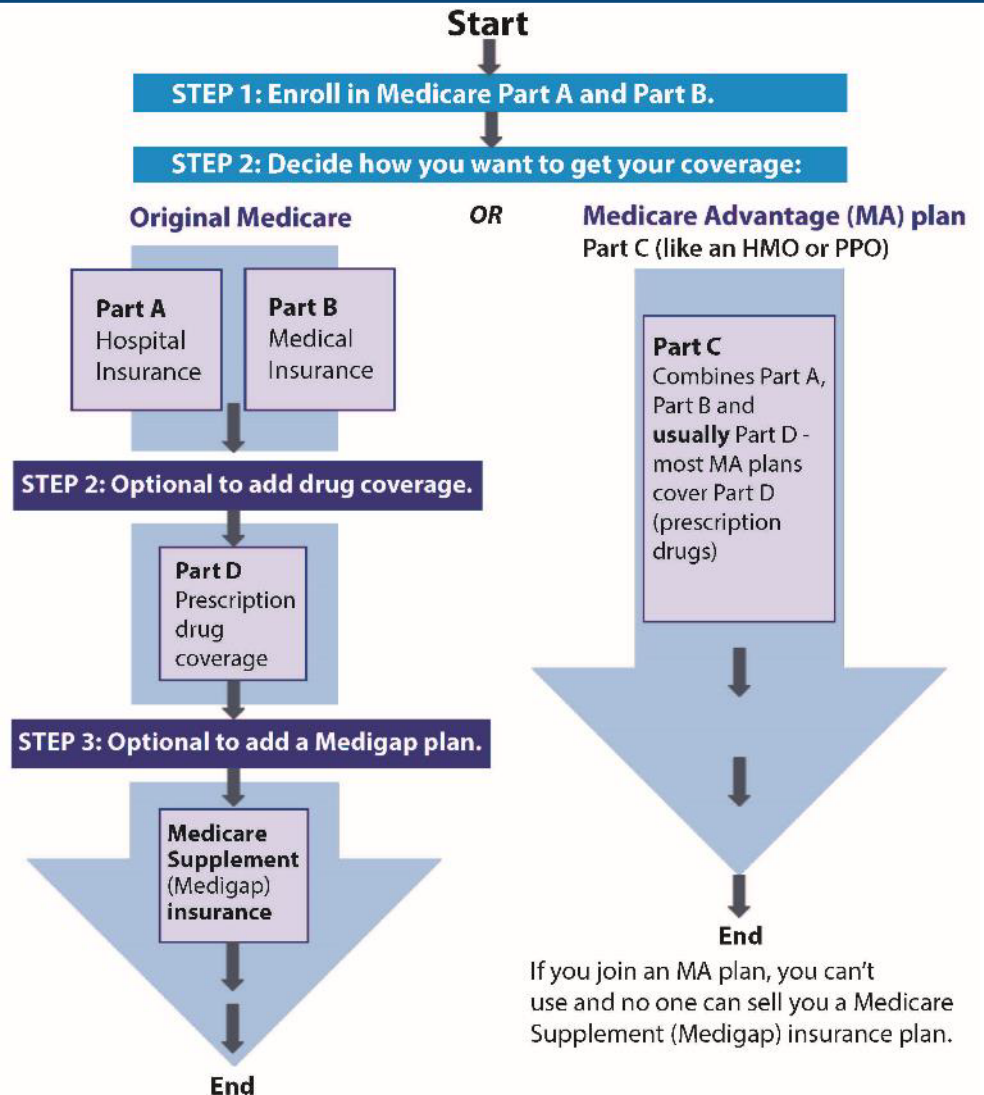 Start
STEP 1: Enroll in Medicare Part A and Part B.
STEP 2: Decide how you want to get your coverage:
Original Medicare
OR
Medicare Advantage (MA) plan
Part C (like an HMO or PPO)
Part A
Hospital
Insurance
Part B
Medical
Insurance
STEP 2: Optional to add drug coverage.
Part D
Prescription
drug
coverage
STEP 3: Optional to add a Medigap plan.
Medicare
Supplement
(Medigap)
insurance
End
Part C
Combines Part A,
Part B and
usually Part D -
most MA plans
cover Part D
(prescription
drugs)
End
If you join an MA plan, you can't
use and no one can sell you a Medicare
Supplement (Medigap) insurance plan.